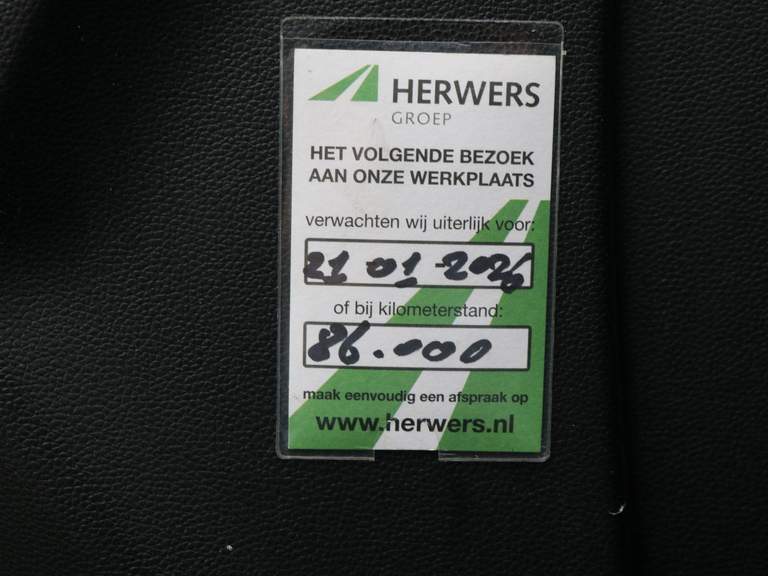 HERWERS
GROEP
HET VOLGENDE BEZOEK
AAN ONZE WERKPLAATS
verwachten wij uiterlijk voor:
21-01-2026
of bij kilometerstand:
86.000
maak eenvoudig een afspraak op
www.herwers.nl